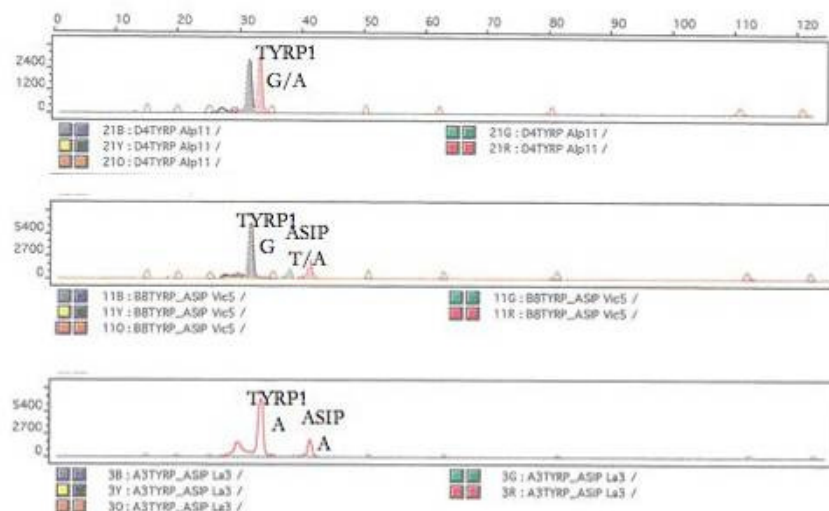 0 10 20 30 40 50 60 70 80 90 100 110 120
2400
1200
0
TYRP1
G/A
21B : D4TYRP Alp11 /
21G : D4TYRP Alp11 /
21Y : D4TYRP Alp11 /
21R : D4TYRP Alp11 /
21O : D4TYRP Alp11 /
5400
2700
0
TYRP1 ASIP
G T/A
11B : B8TYRP_ASIP Vic5 /
11G : B8TYRP_ASIP Vic5 /
11Y : B8TYRP_ASIP Vic5 /
11R : B8TYRP_ASIP Vic5 /
11O : B8TYRP_ASIP Vic5 /
5400
2700
0
TYRP1 ASIP
A A
3B : A3TYRP_ASIP La3 /
3G : A3TYRP_ASIP La3 /
3Y : A3TYRP_ASIP La3 /
3R : A3TYRP_ASIP La3 /
3O : A3TYRP_ASIP La3 /